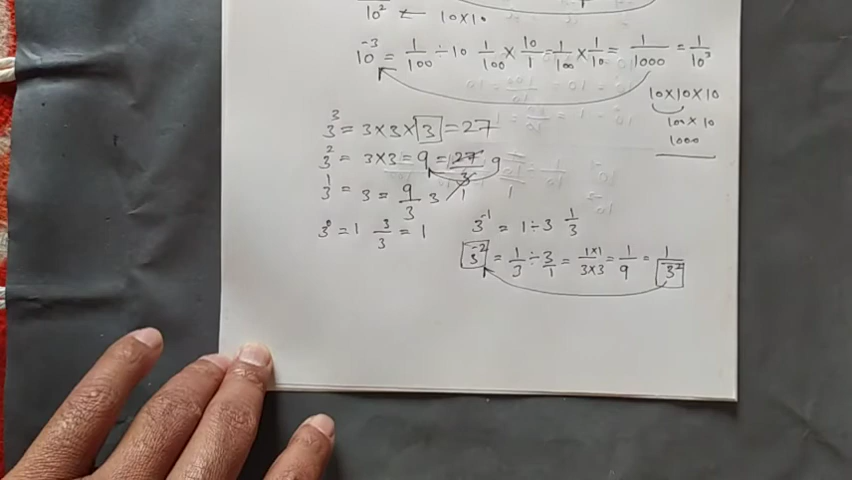 10² ← 10×10
10⁻³ = 1/100 ÷ 10 1/100 × 10/1 = 1/100 × 1/10 = 1/1000 = 1/10³
10×10×10
100×10
1000
3³ = 3×3×3 = 27
3² = 3×3 = 9 = 27/3 9
3¹ = 3 = 9/3 3 1
3⁰ = 1 3/3 = 1
3⁻¹ = 1÷3 1/3
3⁻² = 1/3 ÷ 3/1 = 1×1/3×3 = 1/9 = 1/3²